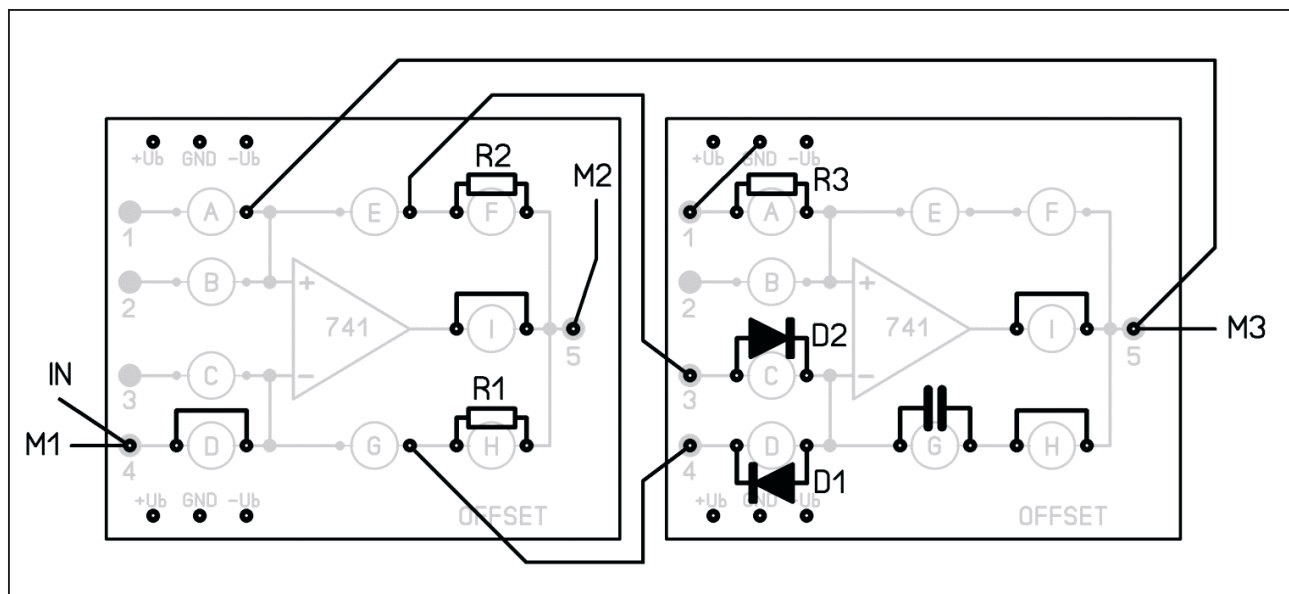 +Ub GND -Ub
A
1
E
R2
F
M2
B
2
+
741
I
5
C
3
-
IN
M1
D
4
G
R1
H
+Ub GND -Ub
OFFSET
+Ub GND -Ub
A
R3
1
E
F
B
2
+
741
I
5
M3
D2
C
3
-
D
4
D1
G
H
+Ub GND -Ub
OFFSET